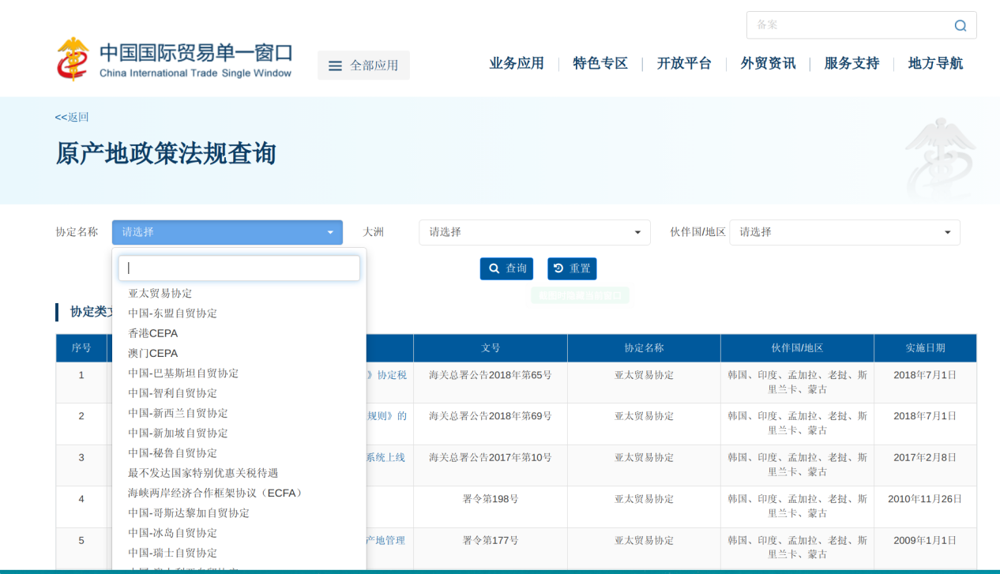 备案
中国国际贸易单一窗口
China International Trade Single Window
全部应用
业务应用
特色专区
开放平台
外贸资讯
服务支持
地方导航
<<返回
原产地政策法规查询
协定名称
请选择
大洲
请选择
伙伴国/地区
请选择
查询
重置
亚太贸易协定
中国-东盟自贸协定
香港CEPA
澳门CEPA
中国-巴基斯坦自贸协定
中国-智利自贸协定
中国-新西兰自贸协定
中国-新加坡自贸协定
中国-秘鲁自贸协定
最不发达国家特别优惠关税待遇
海峡两岸经济合作框架协议（ECFA）
中国-哥斯达黎加自贸协定
中国-冰岛自贸协定
中国-瑞士自贸协定
协定类
序号
文号
协定名称
伙伴国/地区
实施日期
1
》协定税
海关总署公告2018年第65号
亚太贸易协定
韩国、印度、孟加拉、老挝、斯
里兰卡、蒙古
2018年7月1日
2
规则》的
海关总署公告2018年第69号
亚太贸易协定
韩国、印度、孟加拉、老挝、斯
里兰卡、蒙古
2018年7月1日
3
系统上线
海关总署公告2017年第10号
亚太贸易协定
韩国、印度、孟加拉、老挝、斯
里兰卡、蒙古
2017年2月8日
4
署令第198号
亚太贸易协定
韩国、印度、孟加拉、老挝、斯
里兰卡、蒙古
2010年11月26日
5
产地管理
署令第177号
亚太贸易协定
韩国、印度、孟加拉、老挝、斯
里兰卡、蒙古
2009年1月1日